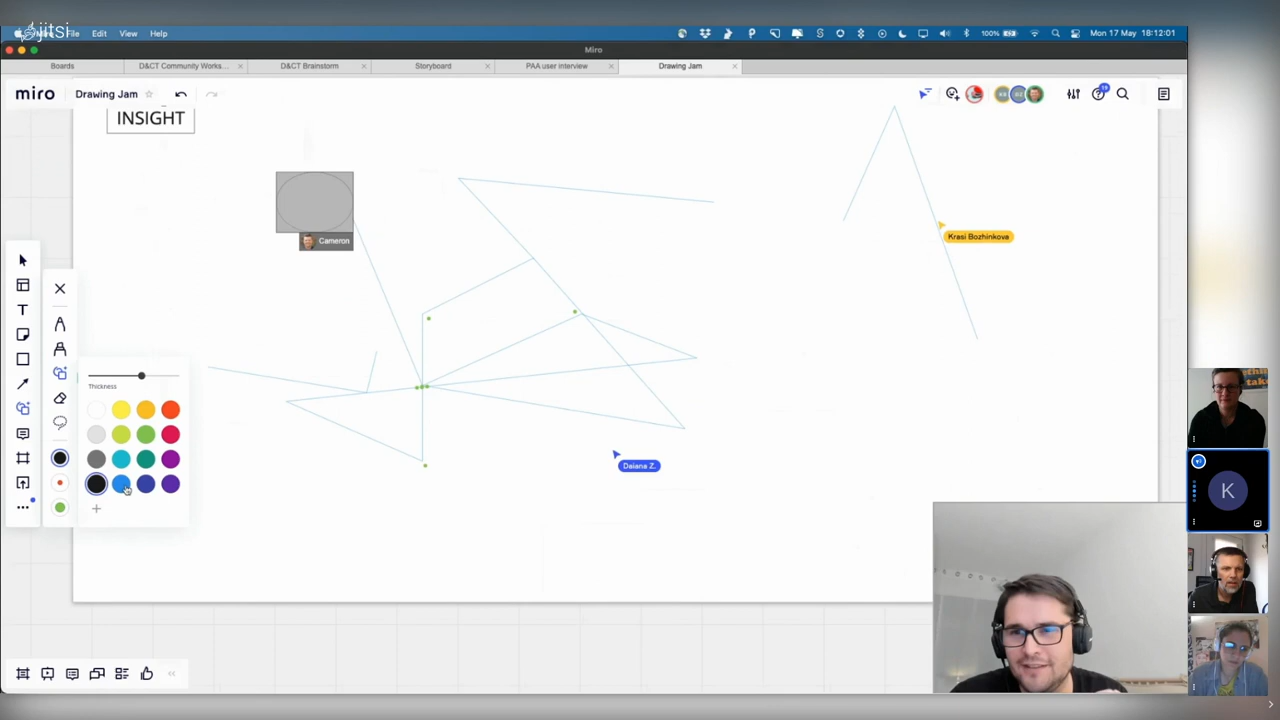 jitsi
File Edit View Help
100%
Mon 17 May 18:12:01
Miro
Boards
D&CT Community Works...
D&CT Brainstorm
Storyboard
PAA user interview
Drawing Jam
miro
Drawing Jam
INSIGHT
Cameron
Krasi Bozhinkova
Thickness
Daiana Z.
K